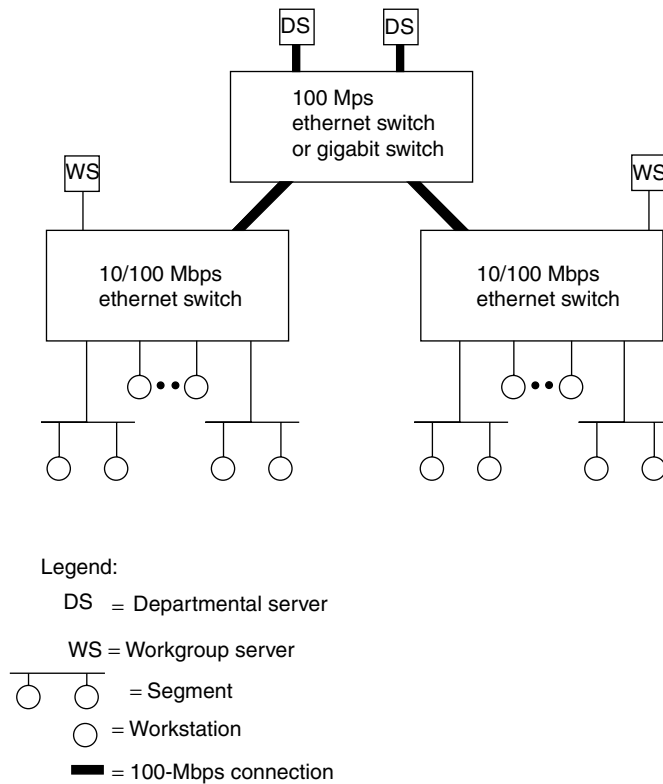 DS DS
100 Mps
ethernet switch
or gigabit switch
WS WS
10/100 Mbps
ethernet switch
10/100 Mbps
ethernet switch
Legend:
DS = Departmental server
WS = Workgroup server
= Segment
= Workstation
= 100-Mbps connection